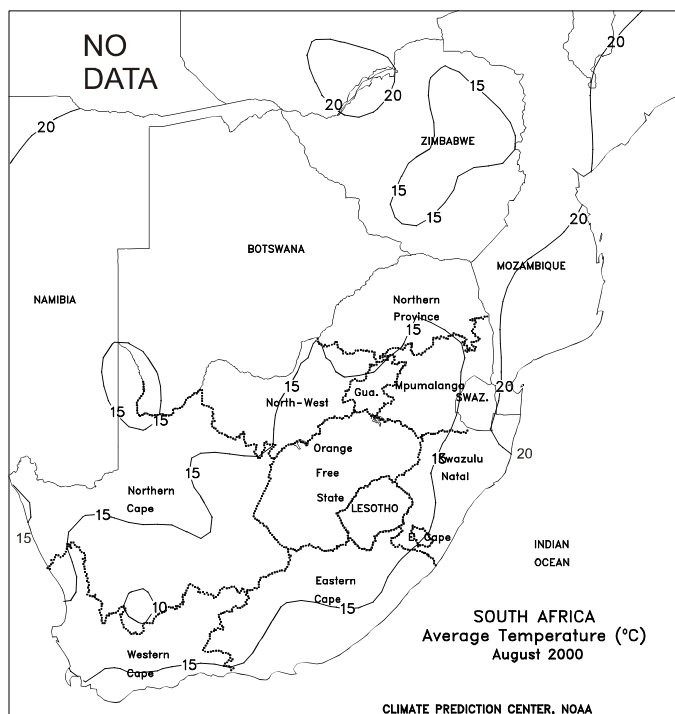 NO
DATA
20
20
20
15
20
ZIMBABWE
15
15
20
BOTSWANA
MOZAMBIQUE
NAMIBIA
Northern
Province
15
15
20
Mpumalanga
Gua.
SWAZ.
North-West
15
15
Orange
20
Kwazulu
15
Free
Natal
Northern
Cape
State
LESOTHO
15
15
E. Cape
INDIAN
OCEAN
Eastern
Cape
15
10
SOUTH AFRICA
Average Temperature (°C)
August 2000
Western
Cape
15
CLIMATE PREDICTION CENTER, NOAA